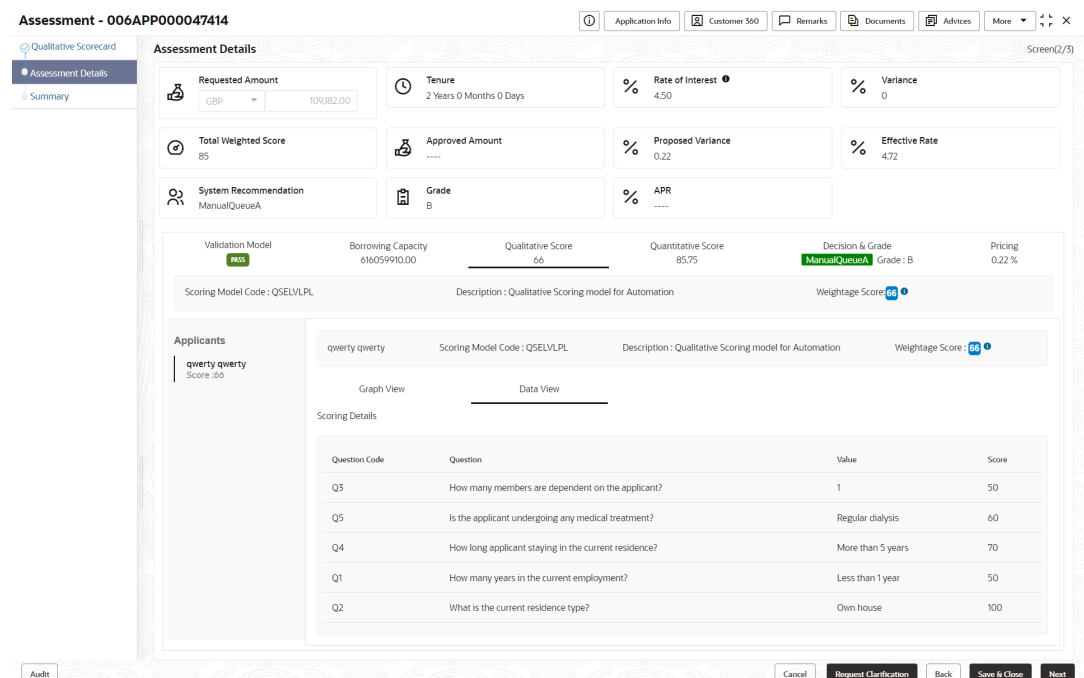 Assessment - 006APP000047414
Application Info
Customer 360
Remarks
Documents
Advices
More
Qualitative Scorecard
Assessment Details
Summary
Assessment Details
Screen(2/3)
Requested Amount
GBP 109,182.00
Tenure
2 Years 0 Months 0 Days
Rate of Interest
4.50
Variance
0
Total Weighted Score
85
Approved Amount
----
Proposed Variance
0.22
Effective Rate
4.72
System Recommendation
ManualQueueA
Grade
B
APR
----
Validation Model
PASS
Borrowing Capacity
616059910.00
Qualitative Score
66
Quantitative Score
85.75
Decision & Grade
ManualQueueA Grade : B
Pricing
0.22 %
Scoring Model Code : QSELVLPL Description : Qualitative Scoring model for Automation Weightage Score: 66
Applicants
qwerty qwerty
Score :66
qwerty qwerty Scoring Model Code : QSELVLPL Description : Qualitative Scoring model for Automation Weightage Score : 66
Graph View Data View
Scoring Details
Question Code Question Value Score
Q3 How many members are dependent on the applicant? 1 50
Q5 Is the applicant undergoing any medical treatment? Regular dialysis 60
Q4 How long applicant staying in the current residence? More than 5 years 70
Q1 How many years in the current employment? Less than 1 year 50
Q2 What is the current residence type? Own house 100
Audit Cancel Request Clarification Back Save & Close Next